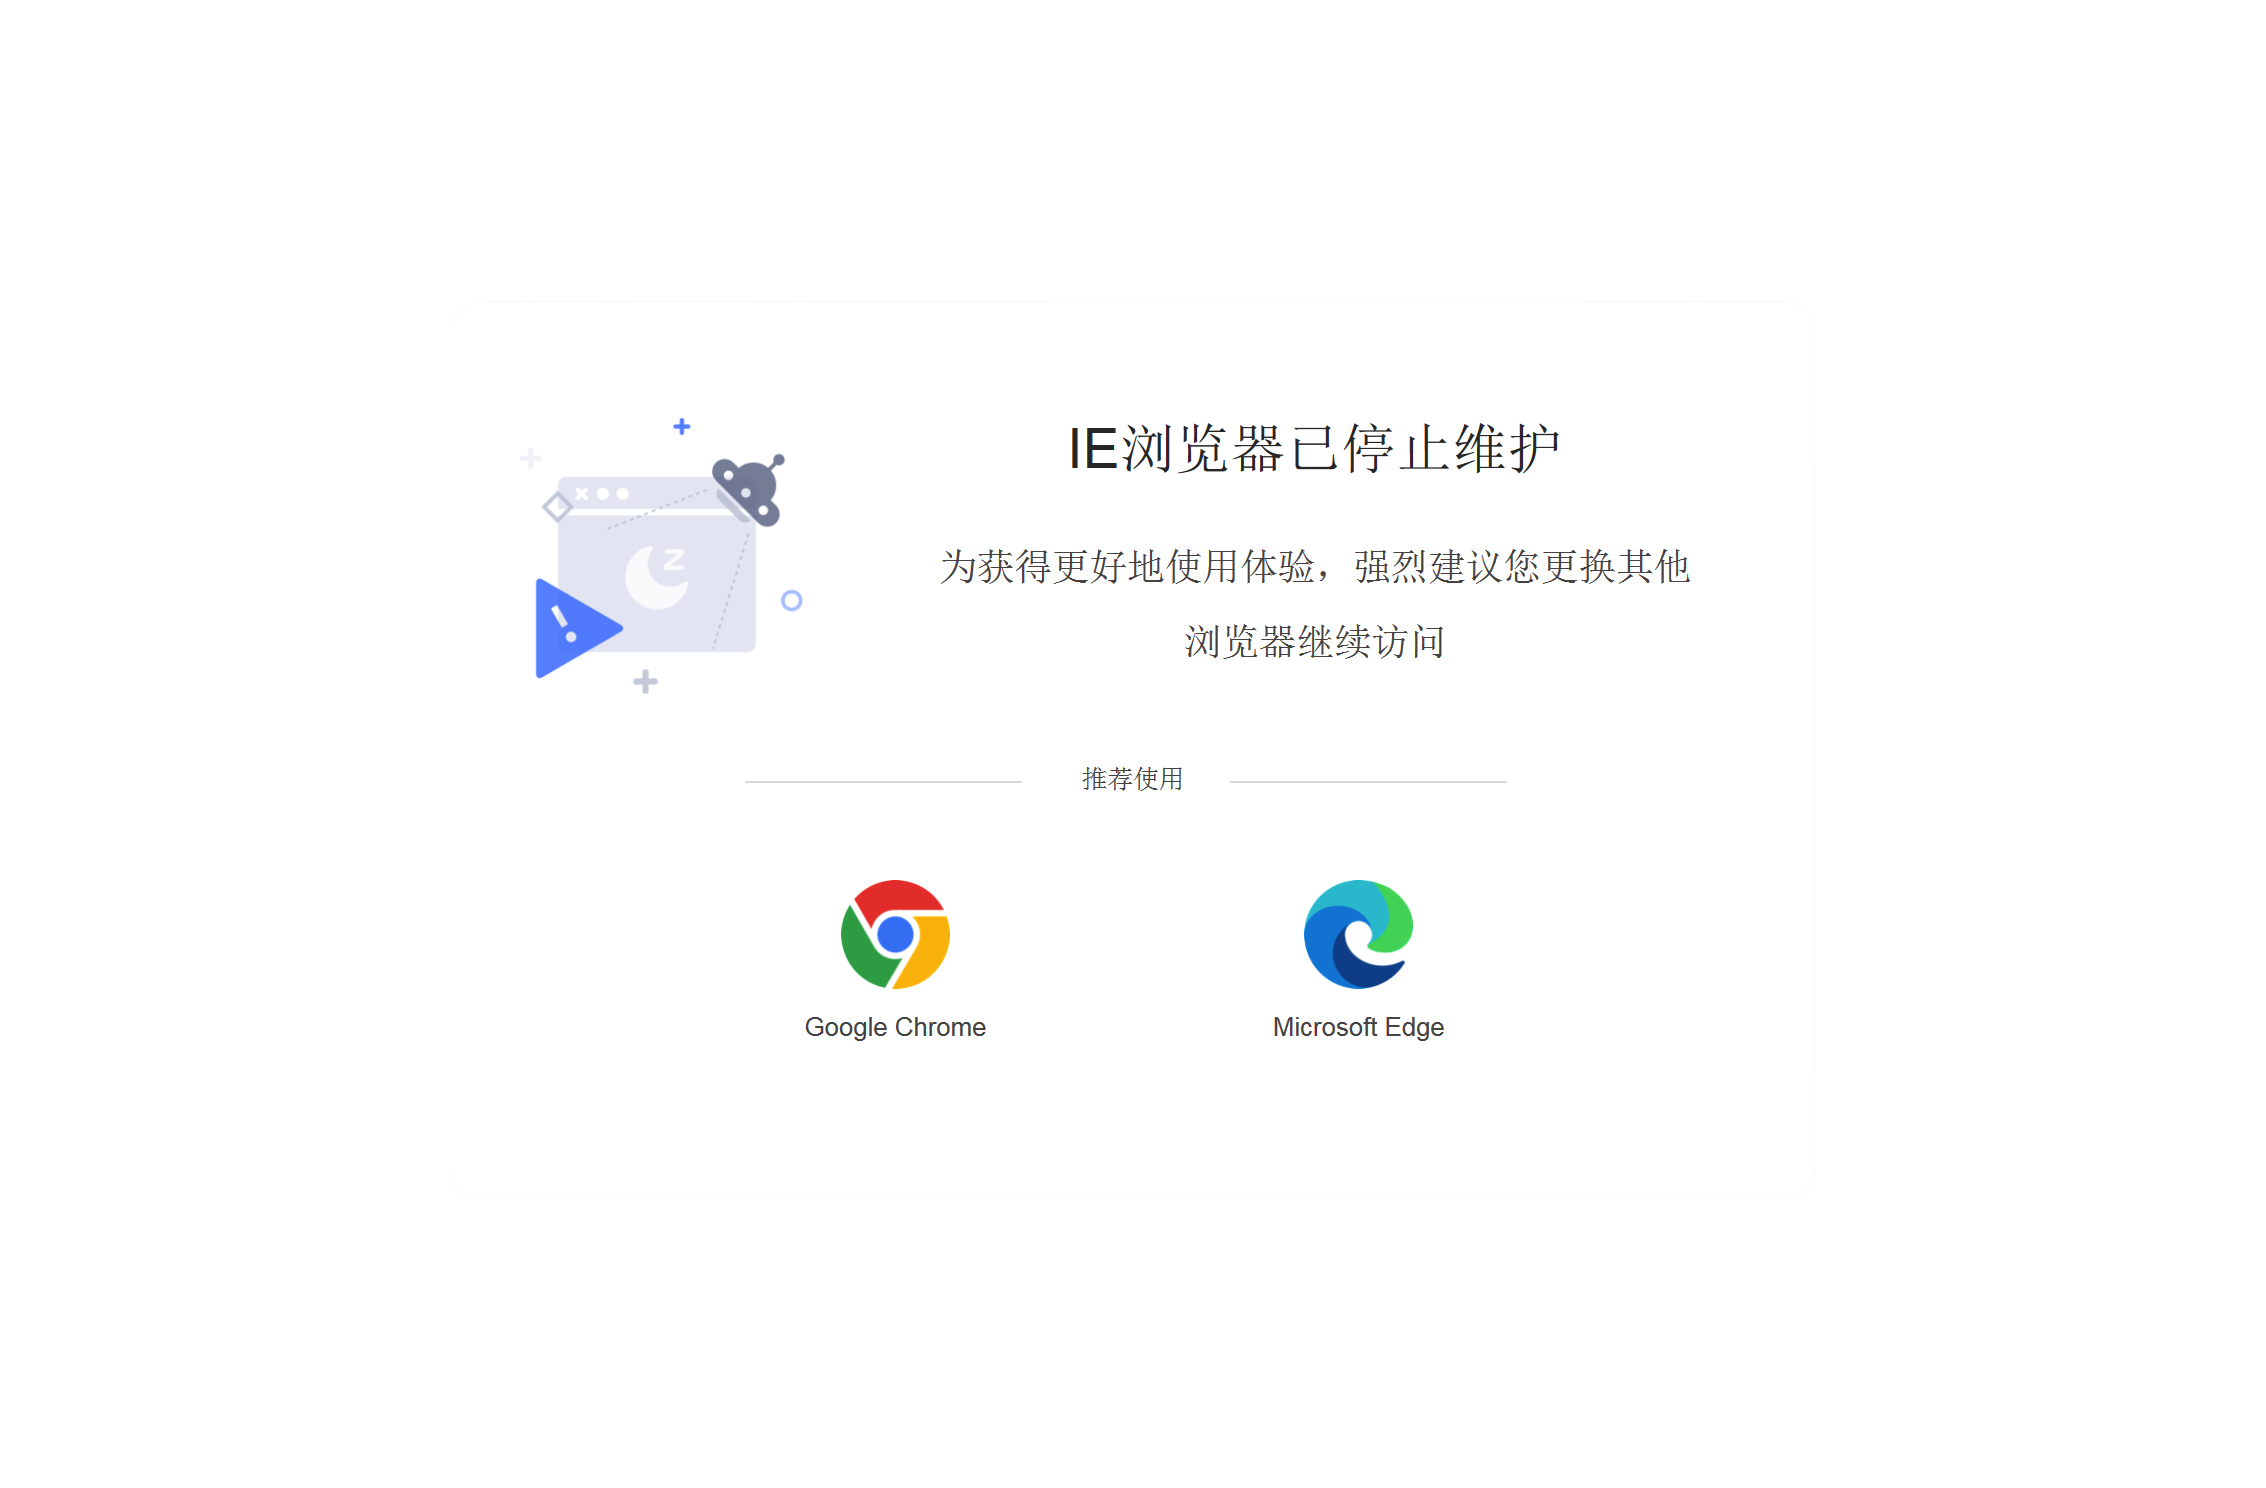 IE浏览器已停止维护
为获得更好地使用体验，强烈建议您更换其他
浏览器继续访问
推荐使用
Google Chrome
Microsoft Edge